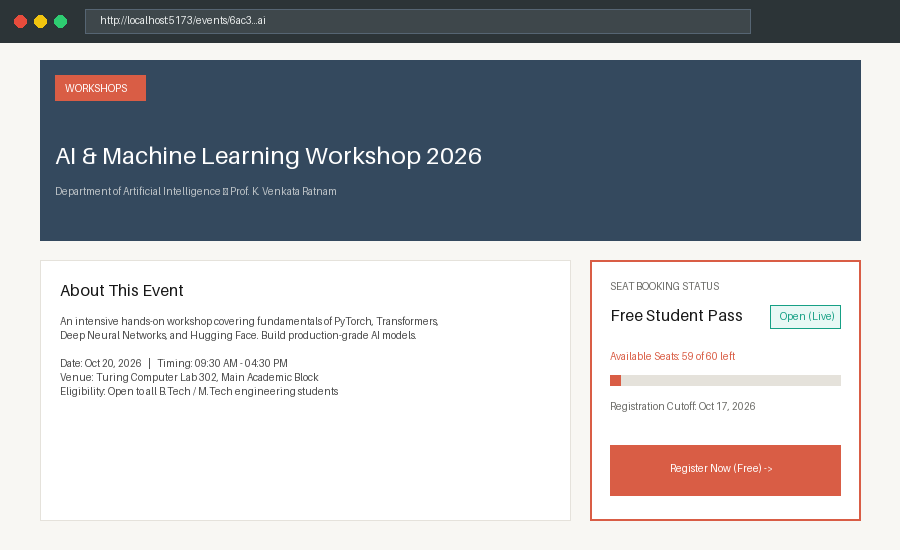 http://localhost:5173/events/6ac3...ai
WORKSHOPS
AI & Machine Learning Workshop 2026
Department of Artificial Intelligence ▯ Prof. K. Venkata Ratnam
About This Event
An intensive hands-on workshop covering fundamentals of PyTorch, Transformers,
Deep Neural Networks, and Hugging Face. Build production-grade AI models.
Date: Oct 20, 2026 | Timing: 09:30 AM - 04:30 PM
Venue: Turing Computer Lab 302, Main Academic Block
Eligibility: Open to all B.Tech / M.Tech engineering students
SEAT BOOKING STATUS
Free Student Pass
Open (Live)
Available Seats: 59 of 60 left
Registration Cutoff: Oct 17, 2026
Register Now (Free) ->